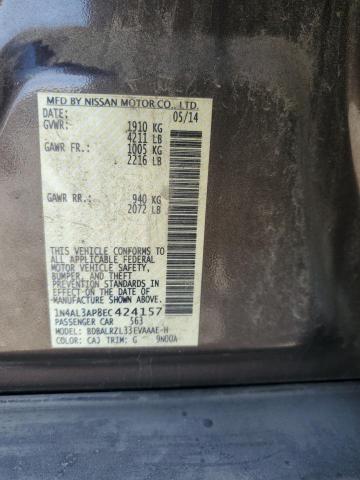 MFD BY NISSAN MOTOR CO., LTD.
DATE: 05/14
GVWR: 1910 KG
4211 LB
GAWR FR: 1005 KG
2216 LB
GAWR RR: 940 KG
2072 LB
THIS VEHICLE CONFORMS TO
ALL APPLICABLE FEDERAL
MOTOR VEHICLE SAFETY,
BUMPER, AND THEFT
PREVENTION STANDARDS IN
EFFECT ON THE DATE OF
MANUFACTURE SHOWN ABOVE.
1N4AL3AP8EC424157
PASSENGER CAR 563
MODEL: BDBALRZL33EVAAAE-H
COLOR: CAJ TRIM: G 9N00A